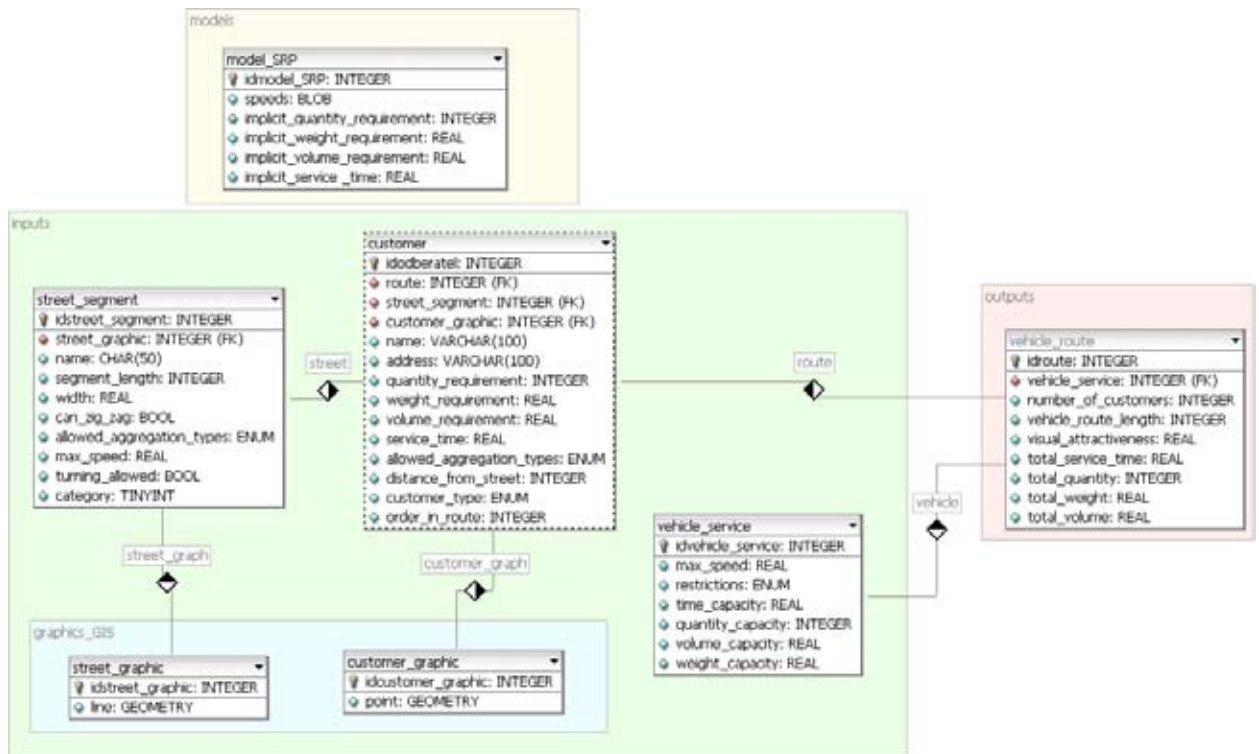 models
model_SRP
idmodel_SRP: INTEGER
speeds: BLOB
implicit_quantity_requirement: INTEGER
implicit_weight_requirement: REAL
implicit_volume_requirement: REAL
implicit_service _time: REAL
inputs
customer
idodberatel: INTEGER
route: INTEGER (FK)
street_segment: INTEGER (FK)
customer_graphic: INTEGER (FK)
name: VARCHAR(100)
address: VARCHAR(100)
quantity_requirement: INTEGER
weight_requirement: REAL
volume_requirement: REAL
service_time: REAL
allowed_aggregation_types: ENUM
distance_from_street: INTEGER
customer_type: ENUM
order_in_route: INTEGER
street_segment
idstreet_segment: INTEGER
street_graphic: INTEGER (FK)
name: CHAR(50)
segment_length: INTEGER
width: REAL
can_zig_zag: BOOL
allowed_aggregation_types: ENUM
max_speed: REAL
turning_allowed: BOOL
category: TINYINT
street
route
outputs
vehicle_route
idroute: INTEGER
vehicle_service: INTEGER (FK)
number_of_customers: INTEGER
vehicle_route_length: INTEGER
visual_attractiveness: REAL
total_service_time: REAL
total_quantity: INTEGER
total_weight: REAL
total_volume: REAL
vehicle
vehicle_service
idvehicle_service: INTEGER
max_speed: REAL
restrictions: ENUM
time_capacity: REAL
quantity_capacity: INTEGER
volume_capacity: REAL
weight_capacity: REAL
street_graph
customer_graph
graphics_GIS
street_graphic
idstreet_graphic: INTEGER
line: GEOMETRY
customer_graphic
idcustomer_graphic: INTEGER
point: GEOMETRY